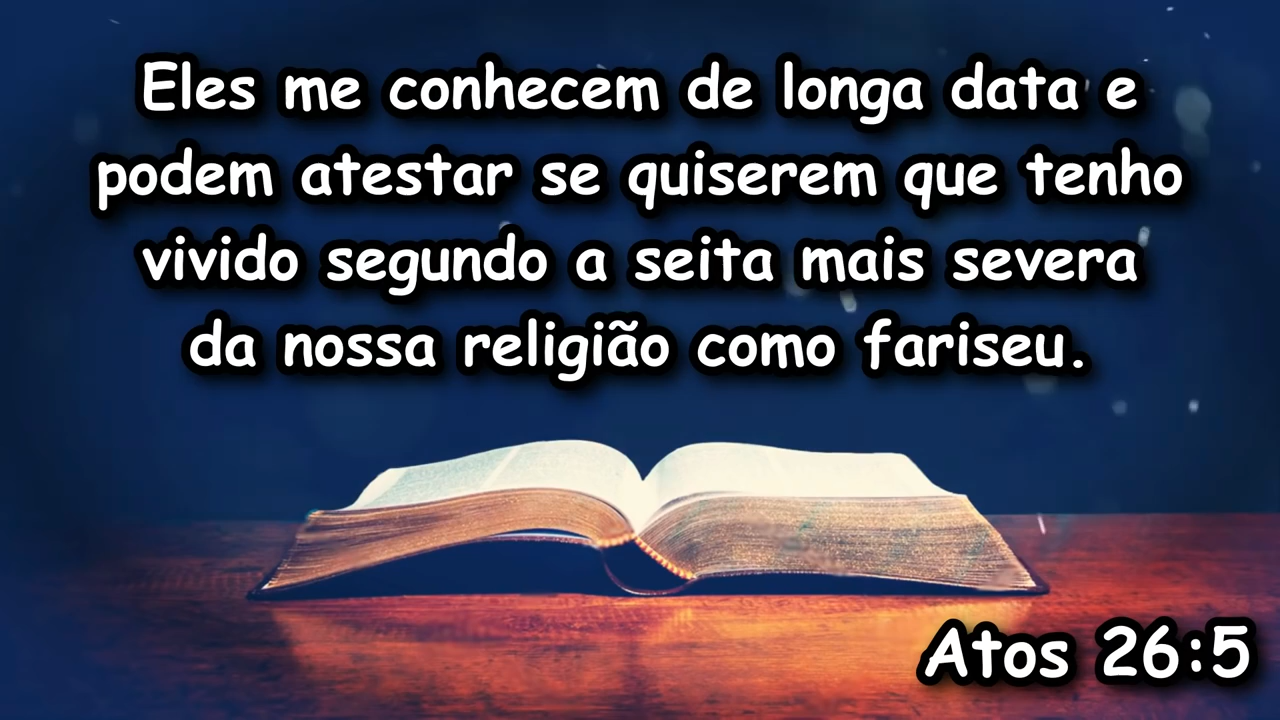 Eles me conhecem de longa data e
podem atestar se quiserem que tenho
vivido segundo a seita mais severa
da nossa religião como fariseu.
Atos 26:5